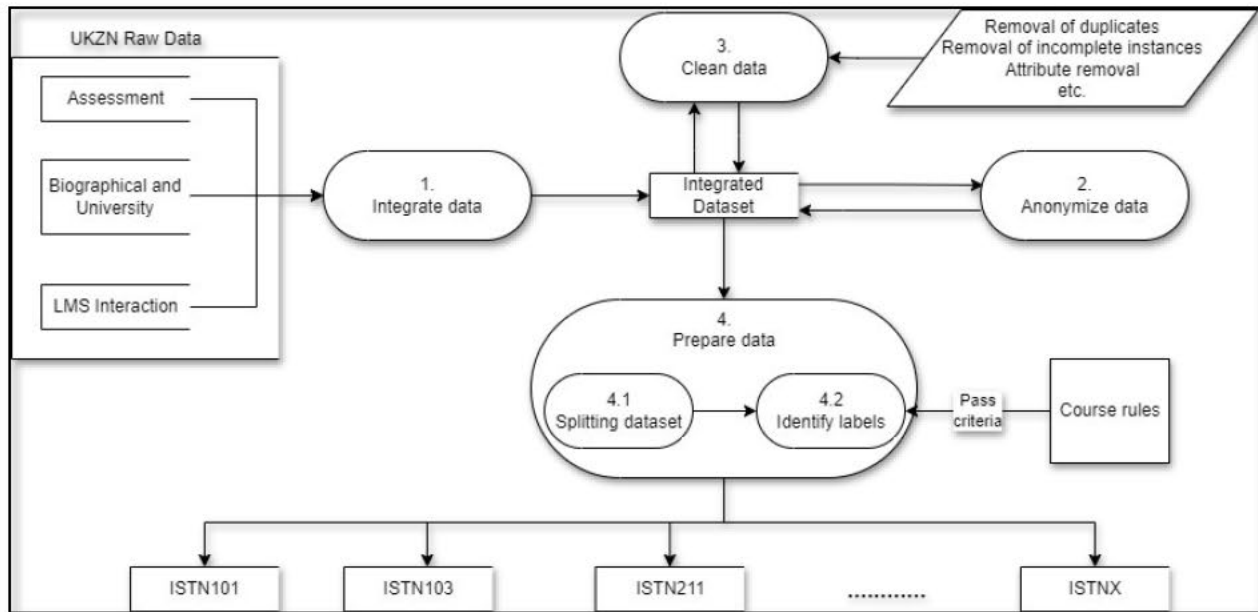 UKZN Raw Data
Assessment
Biographical and
University
LMS Interaction
1.
Integrate data
3.
Clean data
Removal of duplicates
Removal of incomplete instances
Attribute removal
etc.
Integrated
Dataset
2.
Anonymize data
4.
Prepare data
4.1
Splitting dataset
4.2
Identify labels
Pass
criteria
Course rules
ISTN101
ISTN103
ISTN211
............
ISTNX